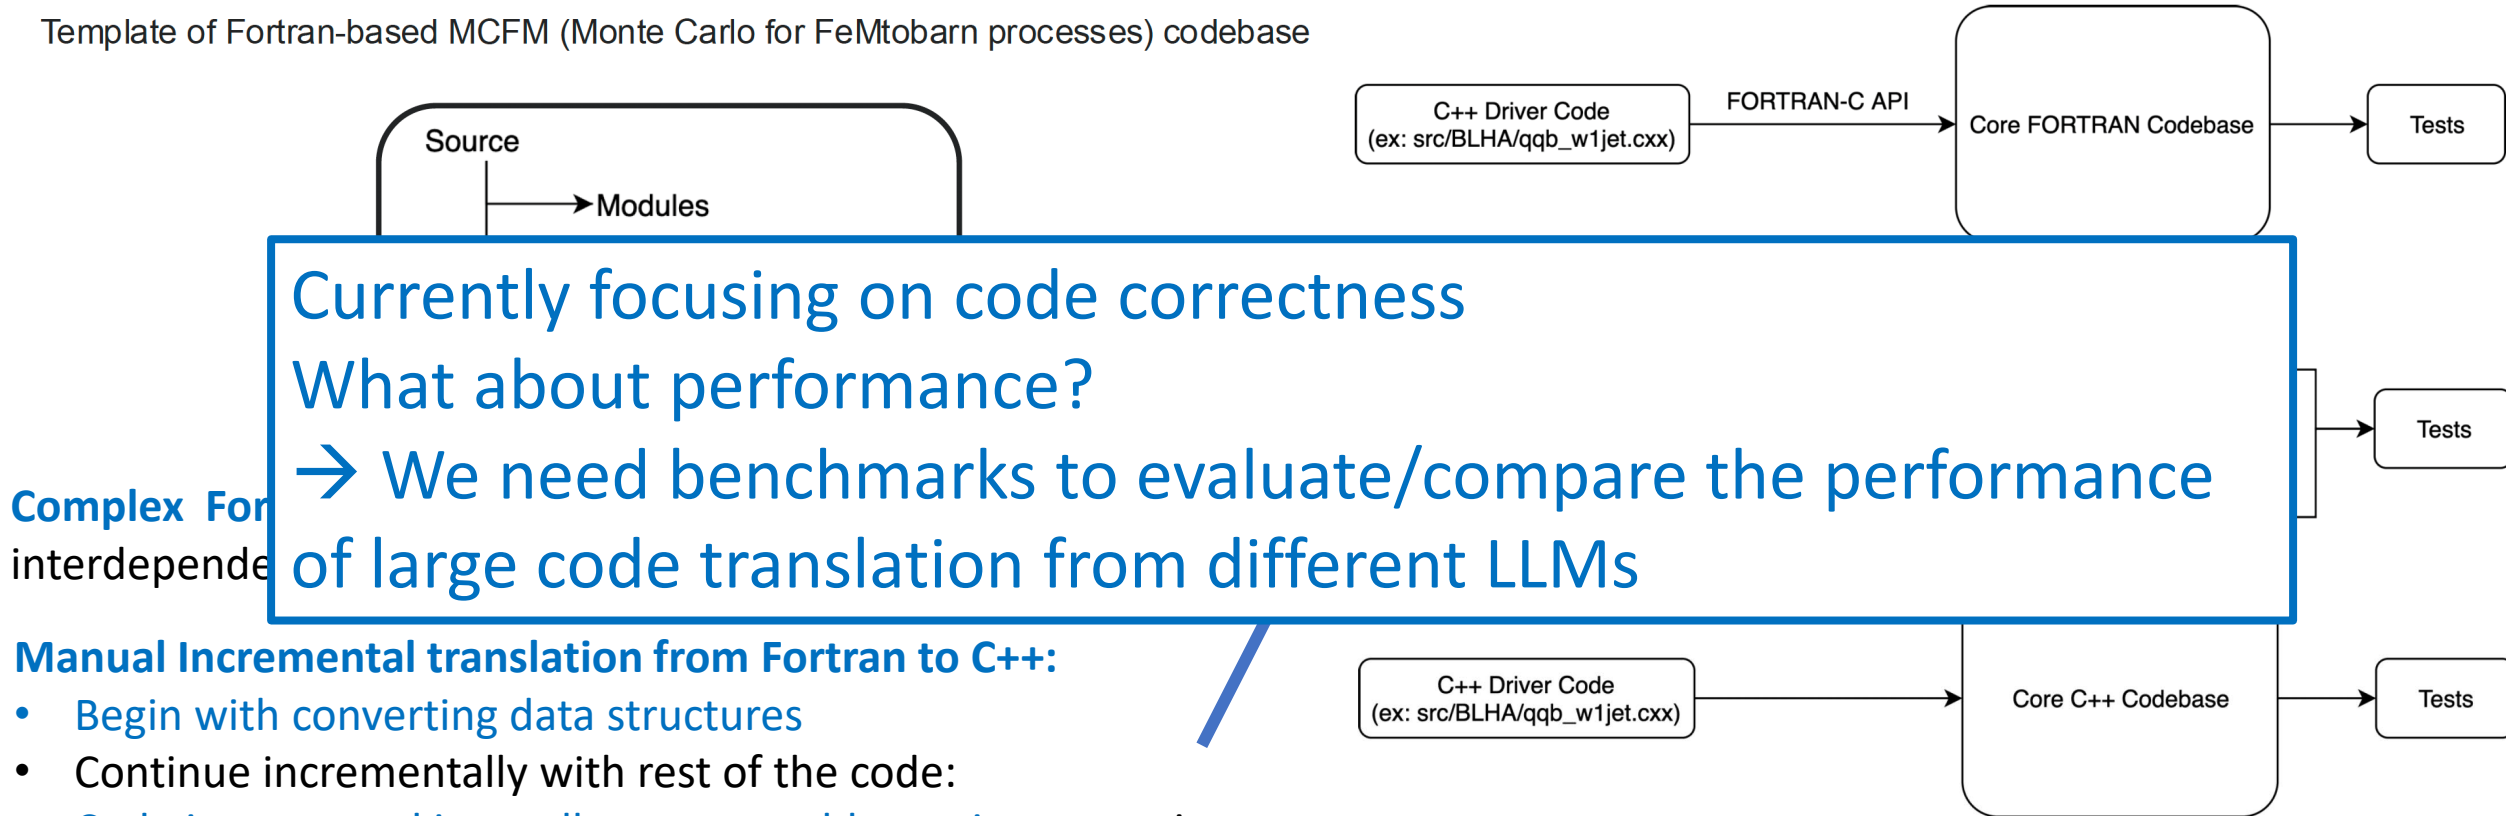 Template of Fortran-based MCFM (Monte Carlo for FeMtobarn processes) codebase
Source
Modules
C++ Driver Code
(ex: src/BLHA/qqb_w1jet.cxx)
FORTRAN-C API
Core FORTRAN Codebase
Tests
Currently focusing on code correctness
What about performance?
→ We need benchmarks to evaluate/compare the performance
of large code translation from different LLMs
Tests
Complex For
interdepende
Manual Incremental translation from Fortran to C++:
• Begin with converting data structures
• Continue incrementally with rest of the code:
C++ Driver Code
(ex: src/BLHA/qqb_w1jet.cxx)
Core C++ Codebase
Tests